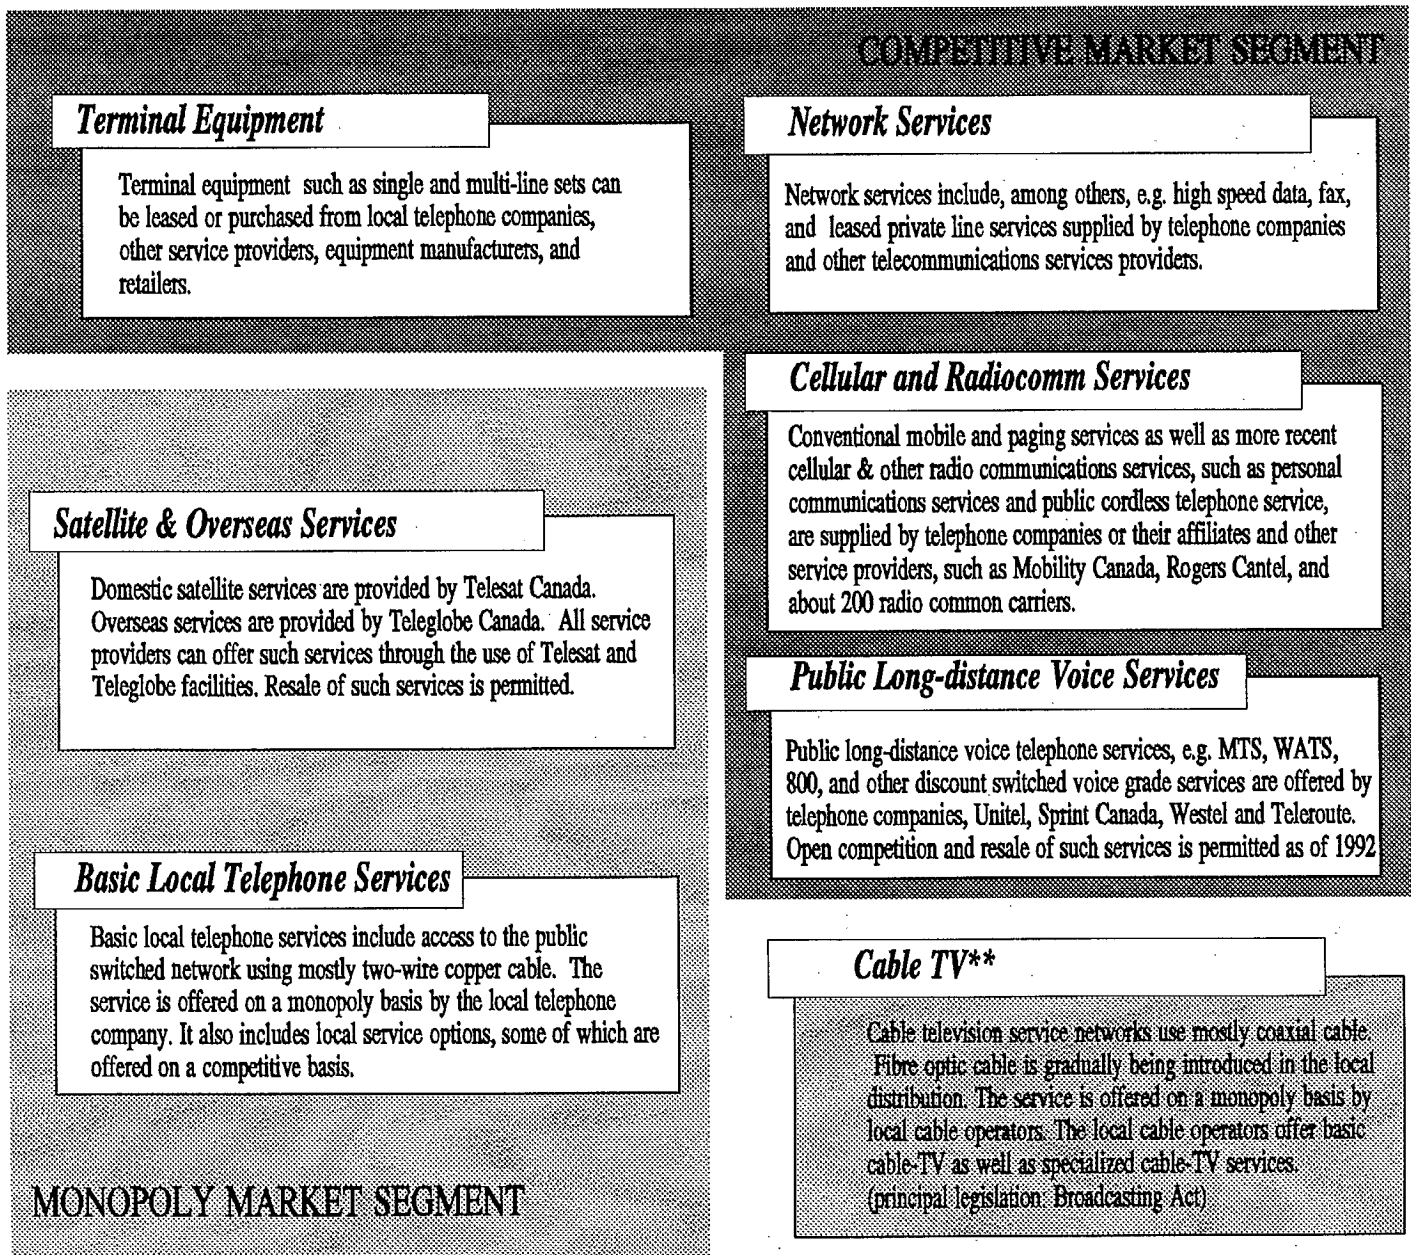 COMPETITIVE MARKET SEGMENT
Terminal Equipment
Terminal equipment such as single and multi-line sets can
be leased or purchased from local telephone companies,
other service providers, equipment manufacturers, and
retailers.
Network Services
Network services include, among others, e.g. high speed data, fax,
and leased private line services supplied by telephone companies
and other telecommunications services providers.
Cellular and Radiocomm Services
Conventional mobile and paging services as well as more recent
cellular & other radio communications services, such as personal
communications services and public cordless telephone service,
are supplied by telephone companies or their affiliates and other
service providers, such as Mobility Canada, Rogers Cantel, and
about 200 radio common carriers.
Satellite & Overseas Services
Domestic satellite services are provided by Telesat Canada.
Overseas services are provided by Teleglobe Canada. All service
providers can offer such services through the use of Telesat and
Teleglobe facilities. Resale of such services is permitted.
Public Long-distance Voice Services
Public long-distance voice telephone services, e.g. MTS, WATS,
800, and other discount switched voice grade services are offered by
telephone companies, Unitel, Sprint Canada, Westel and Teleroute.
Open competition and resale of such services is permitted as of 1992
Basic Local Telephone Services
Basic local telephone services include access to the public
switched network using mostly two-wire copper cable. The
service is offered on a monopoly basis by the local telephone
company. It also includes local service options, some of which are
offered on a competitive basis.
MONOPOLY MARKET SEGMENT
Cable TV**
Cable television service networks use mostly coaxial cable.
Fibre optic cable is gradually being introduced in the local
distribution. The service is offered on a monopoly basis by
local cable operators. The local cable operators offer basic
cable-TV as well as specialized cable-TV services.
(principal legislation: Broadcasting Act)